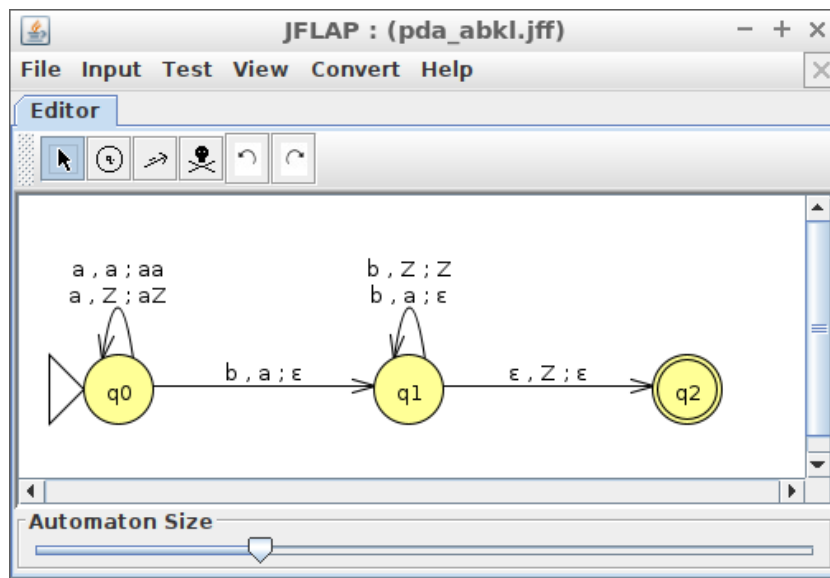 JFLAP : (pda_abkl.jff)
File Input Test View Convert Help
Editor
a , a ; aa
a , Z ; aZ
b , Z ; Z
b , a ; ε
b , a ; ε
ε , Z ; ε
q0
q1
q2
Automaton Size